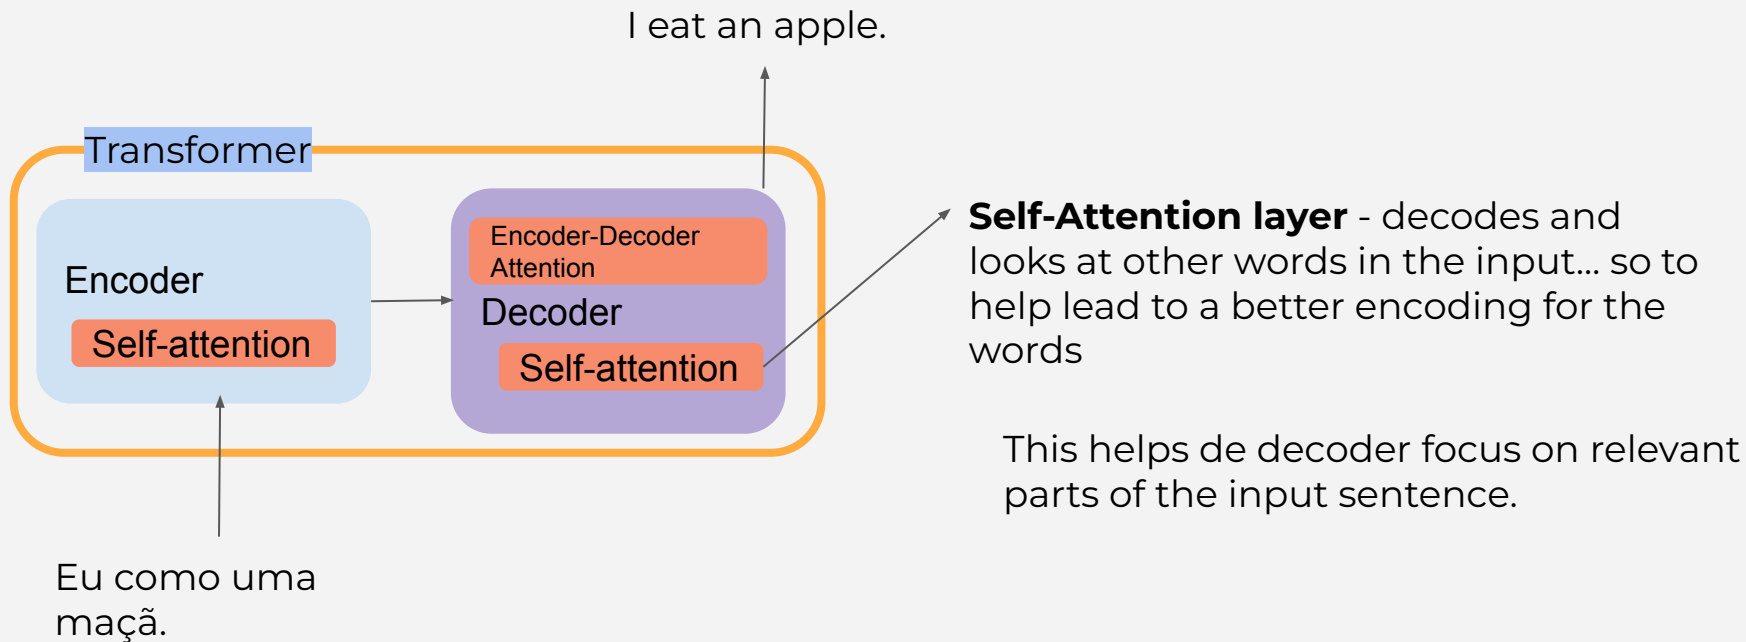 I eat an apple.
Transformer
Encoder
Self-attention
Encoder-Decoder
Attention
Decoder
Self-attention
Self-Attention layer - decodes and
looks at other words in the input... so to
help lead to a better encoding for the
words
This helps de decoder focus on relevant
parts of the input sentence.
Eu como uma
maçã.